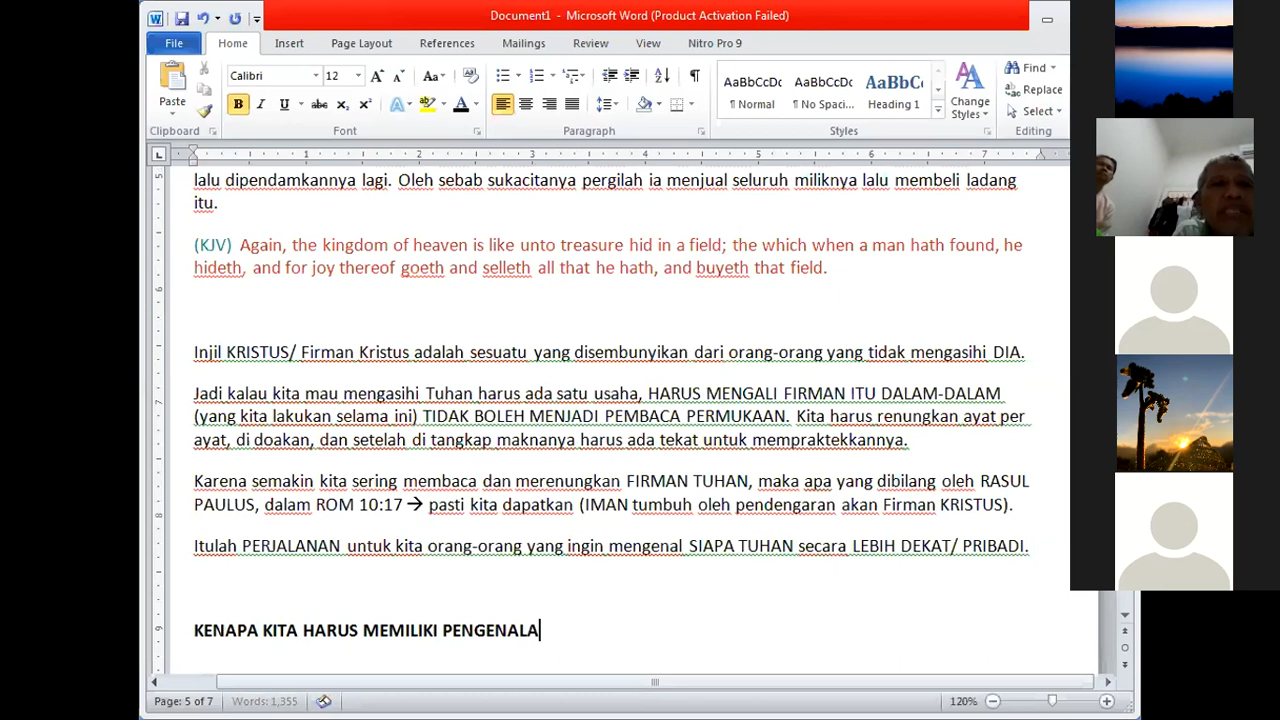 Document1 - Microsoft Word (Product Activation Failed)
File Home Insert Page Layout References Mailings Review View Nitro Pro 9
Calibri 12
Paste
Clipboard Font Paragraph Styles Editing
AaBbCcDc AaBbCcDc AaBbC
¶ Normal ¶ No Spaci... Heading 1
Change Styles
Find
Replace
Select
1 2 3 4 5 6 7
lalu dipendamkannya lagi. Oleh sebab sukacitanya pergilah ia menjual seluruh miliknya lalu membeli ladang
itu.
(KJV) Again, the kingdom of heaven is like unto treasure hid in a field; the which when a man hath found, he
hideth, and for joy thereof goeth and selleth all that he hath, and buyeth that field.
Injil KRISTUS/ Firman Kristus adalah sesuatu yang disembunyikan dari orang-orang yang tidak mengasihi DIA.
Jadi kalau kita mau mengasihi Tuhan harus ada satu usaha, HARUS MENGALI FIRMAN ITU DALAM-DALAM
(yang kita lakukan selama ini) TIDAK BOLEH MENJADI PEMBACA PERMUKAAN. Kita harus renungkan ayat per
ayat, di doakan, dan setelah di tangkap maknanya harus ada tekat untuk mempraktekkannya.
Karena semakin kita sering membaca dan merenungkan FIRMAN TUHAN, maka apa yang dibilang oleh RASUL
PAULUS, dalam ROM 10:17 → pasti kita dapatkan (IMAN tumbuh oleh pendengaran akan Firman KRISTUS).
Itulah PERJALANAN untuk kita orang-orang yang ingin mengenal SIAPA TUHAN secara LEBIH DEKAT/ PRIBADI.
KENAPA KITA HARUS MEMILIKI PENGENALA
Page: 5 of 7 Words: 1,355 120%